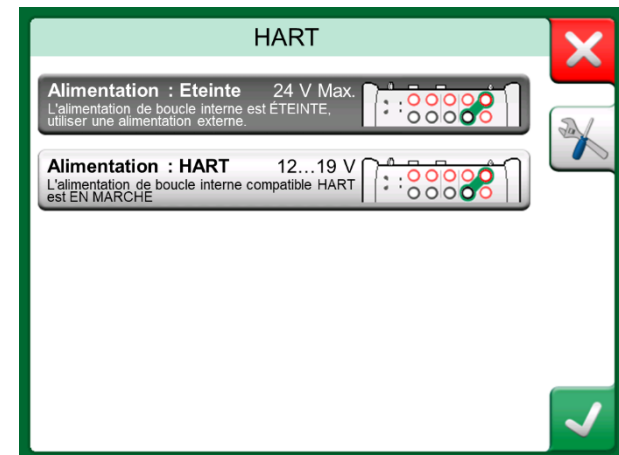 HART
Alimentation : Eteinte 24 V Max.
L'alimentation de boucle interne est ÉTEINTE,
utiliser une alimentation externe.
Alimentation : HART 12...19 V
L'alimentation de boucle interne compatible HART
est EN MARCHE